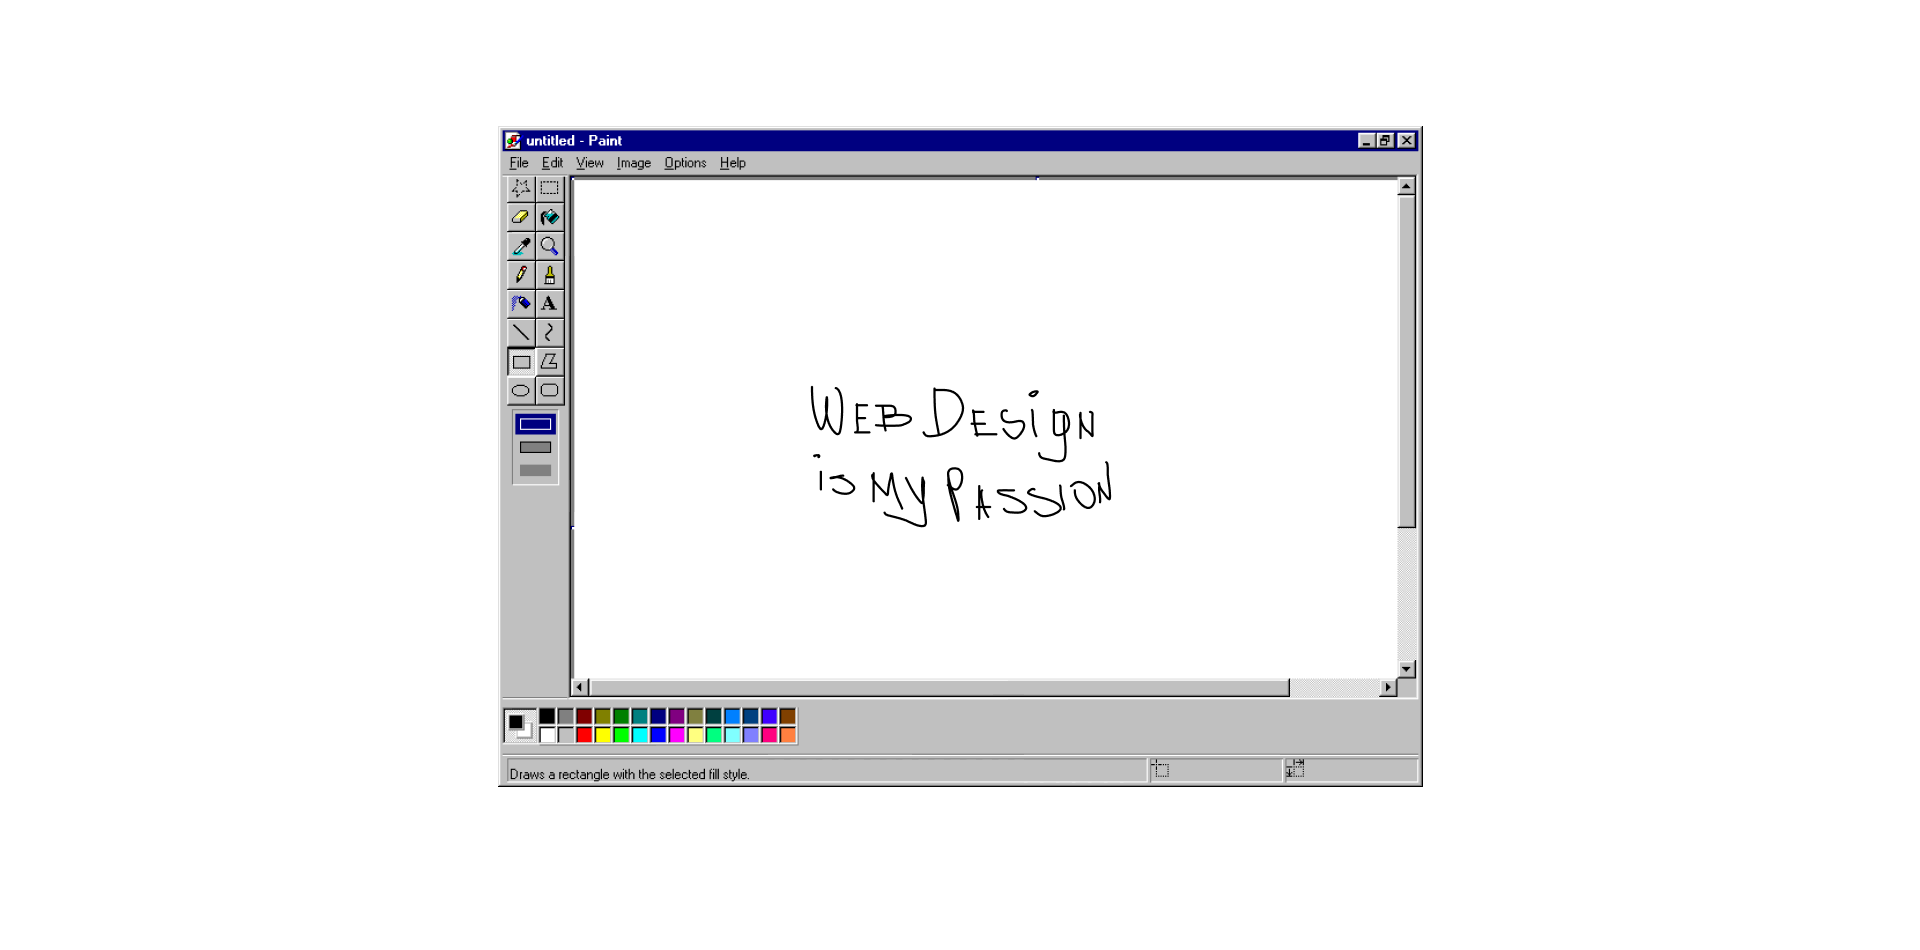 untitled - Paint
File Edit View Image Options Help
A
WEB DESiGN
is MY PASSION
Draws a rectangle with the selected fill style.